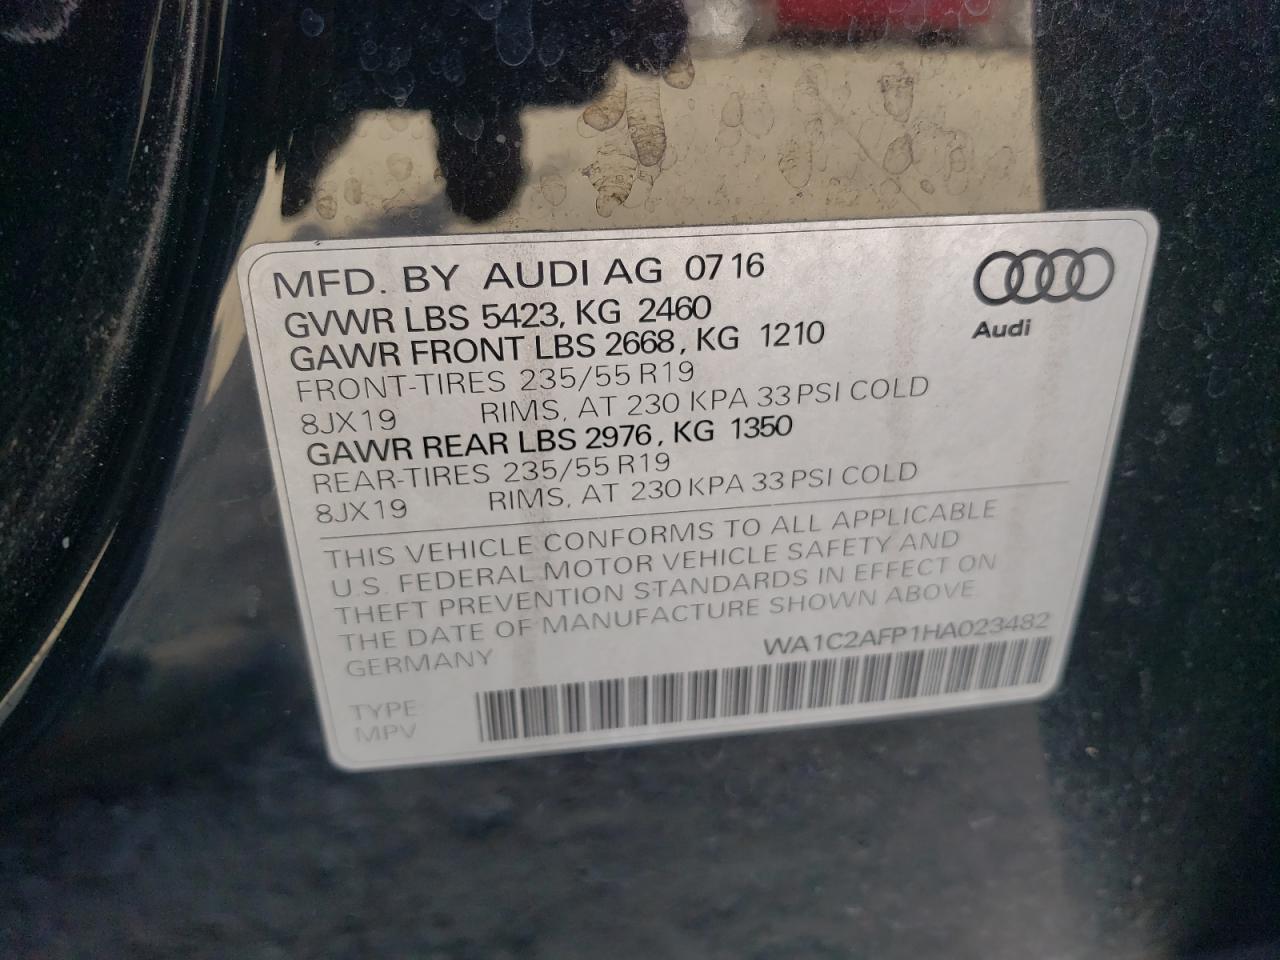 MFD. BY AUDI AG 07 16
GVWR LBS 5423, KG 2460
GAWR FRONT LBS 2668, KG 1210
FRONT-TIRES 235/55 R19
8JX19 RIMS, AT 230 KPA 33 PSI COLD
GAWR REAR LBS 2976, KG 1350
REAR-TIRES 235/55 R19
8JX19 RIMS, AT 230 KPA 33 PSI COLD
Audi
THIS VEHICLE CONFORMS TO ALL APPLICABLE
U.S. FEDERAL MOTOR VEHICLE SAFETY AND
THEFT PREVENTION STANDARDS IN EFFECT ON
THE DATE OF MANUFACTURE SHOWN ABOVE
GERMANY
WA1C2AFP1HA023482
TYPE
MPV